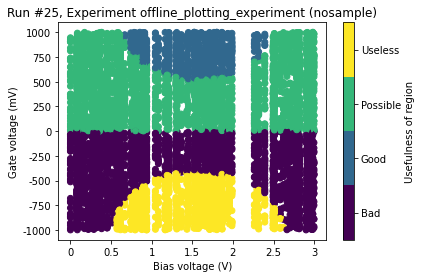 Run #25, Experiment offline_plotting_experiment (nosample)
1000
750
500
250
0
-250
-500
-750
-1000
Gate voltage (mV)
0
0.5
1
1.5
2
2.5
3
Bias voltage (V)
Useless
Possible
Good
Bad
Usefulness of region